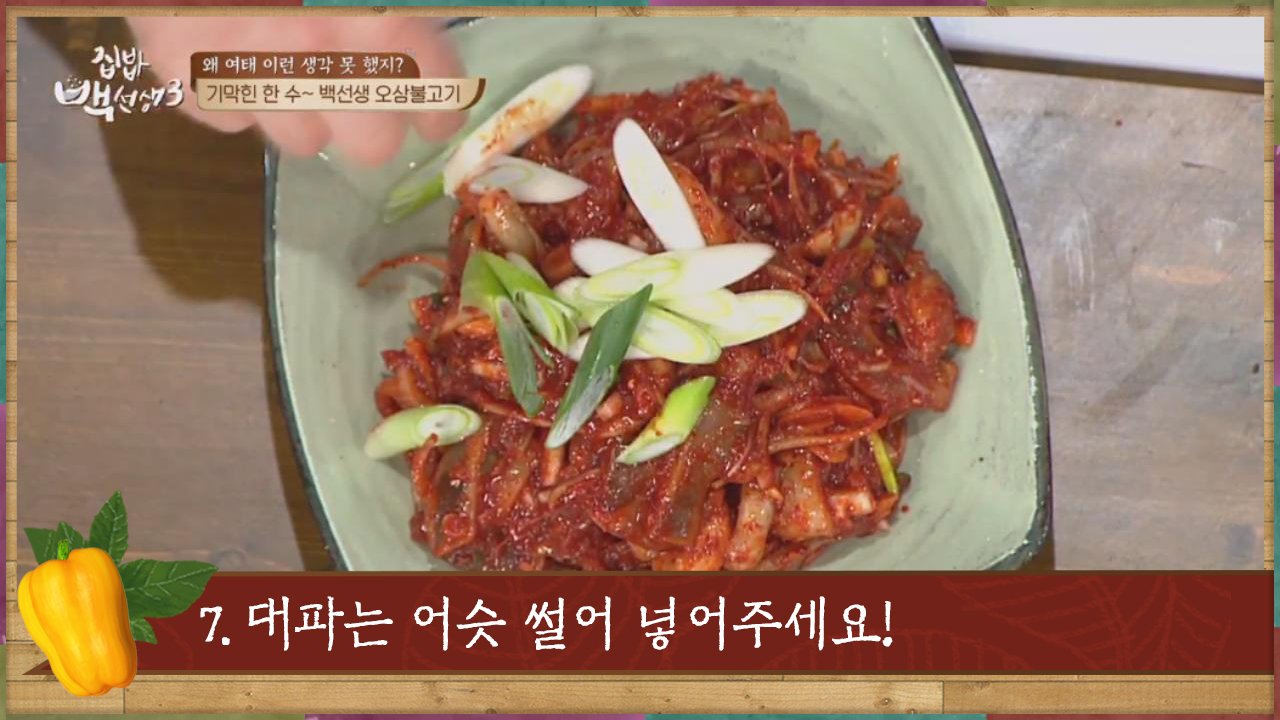 집밥
백선생3
왜 여태 이런 생각 못 했지?
기막힌 한 수~ 백선생 오삼불고기
7. 대파는 어슷 썰어 넣어주세요!